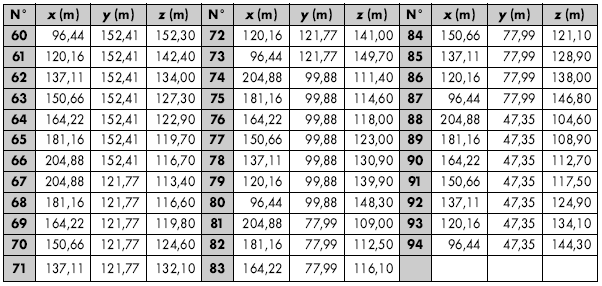 N° x (m) y (m) z (m) N° x (m) y (m) z (m) N° x (m) y (m) z (m)
60 96,44 152,41 152,30 72 120,16 121,77 141,00 84 150,66 77,99 121,10
61 120,16 152,41 142,40 73 96,44 121,77 149,70 85 137,11 77,99 128,90
62 137,11 152,41 134,00 74 204,88 99,88 111,40 86 120,16 77,99 138,00
63 150,66 152,41 127,30 75 181,16 99,88 114,60 87 96,44 77,99 146,80
64 164,22 152,41 122,90 76 164,22 99,88 118,00 88 204,88 47,35 104,60
65 181,16 152,41 119,70 77 150,66 99,88 123,00 89 181,16 47,35 108,90
66 204,88 152,41 116,70 78 137,11 99,88 130,90 90 164,22 47,35 112,70
67 204,88 121,77 113,40 79 120,16 99,88 139,90 91 150,66 47,35 117,50
68 181,16 121,77 116,60 80 96,44 99,88 148,30 92 137,11 47,35 124,90
69 164,22 121,77 119,80 81 204,88 77,99 109,00 93 120,16 47,35 134,10
70 150,66 121,77 124,60 82 181,16 77,99 112,50 94 96,44 47,35 144,30
71 137,11 121,77 132,10 83 164,22 77,99 116,10